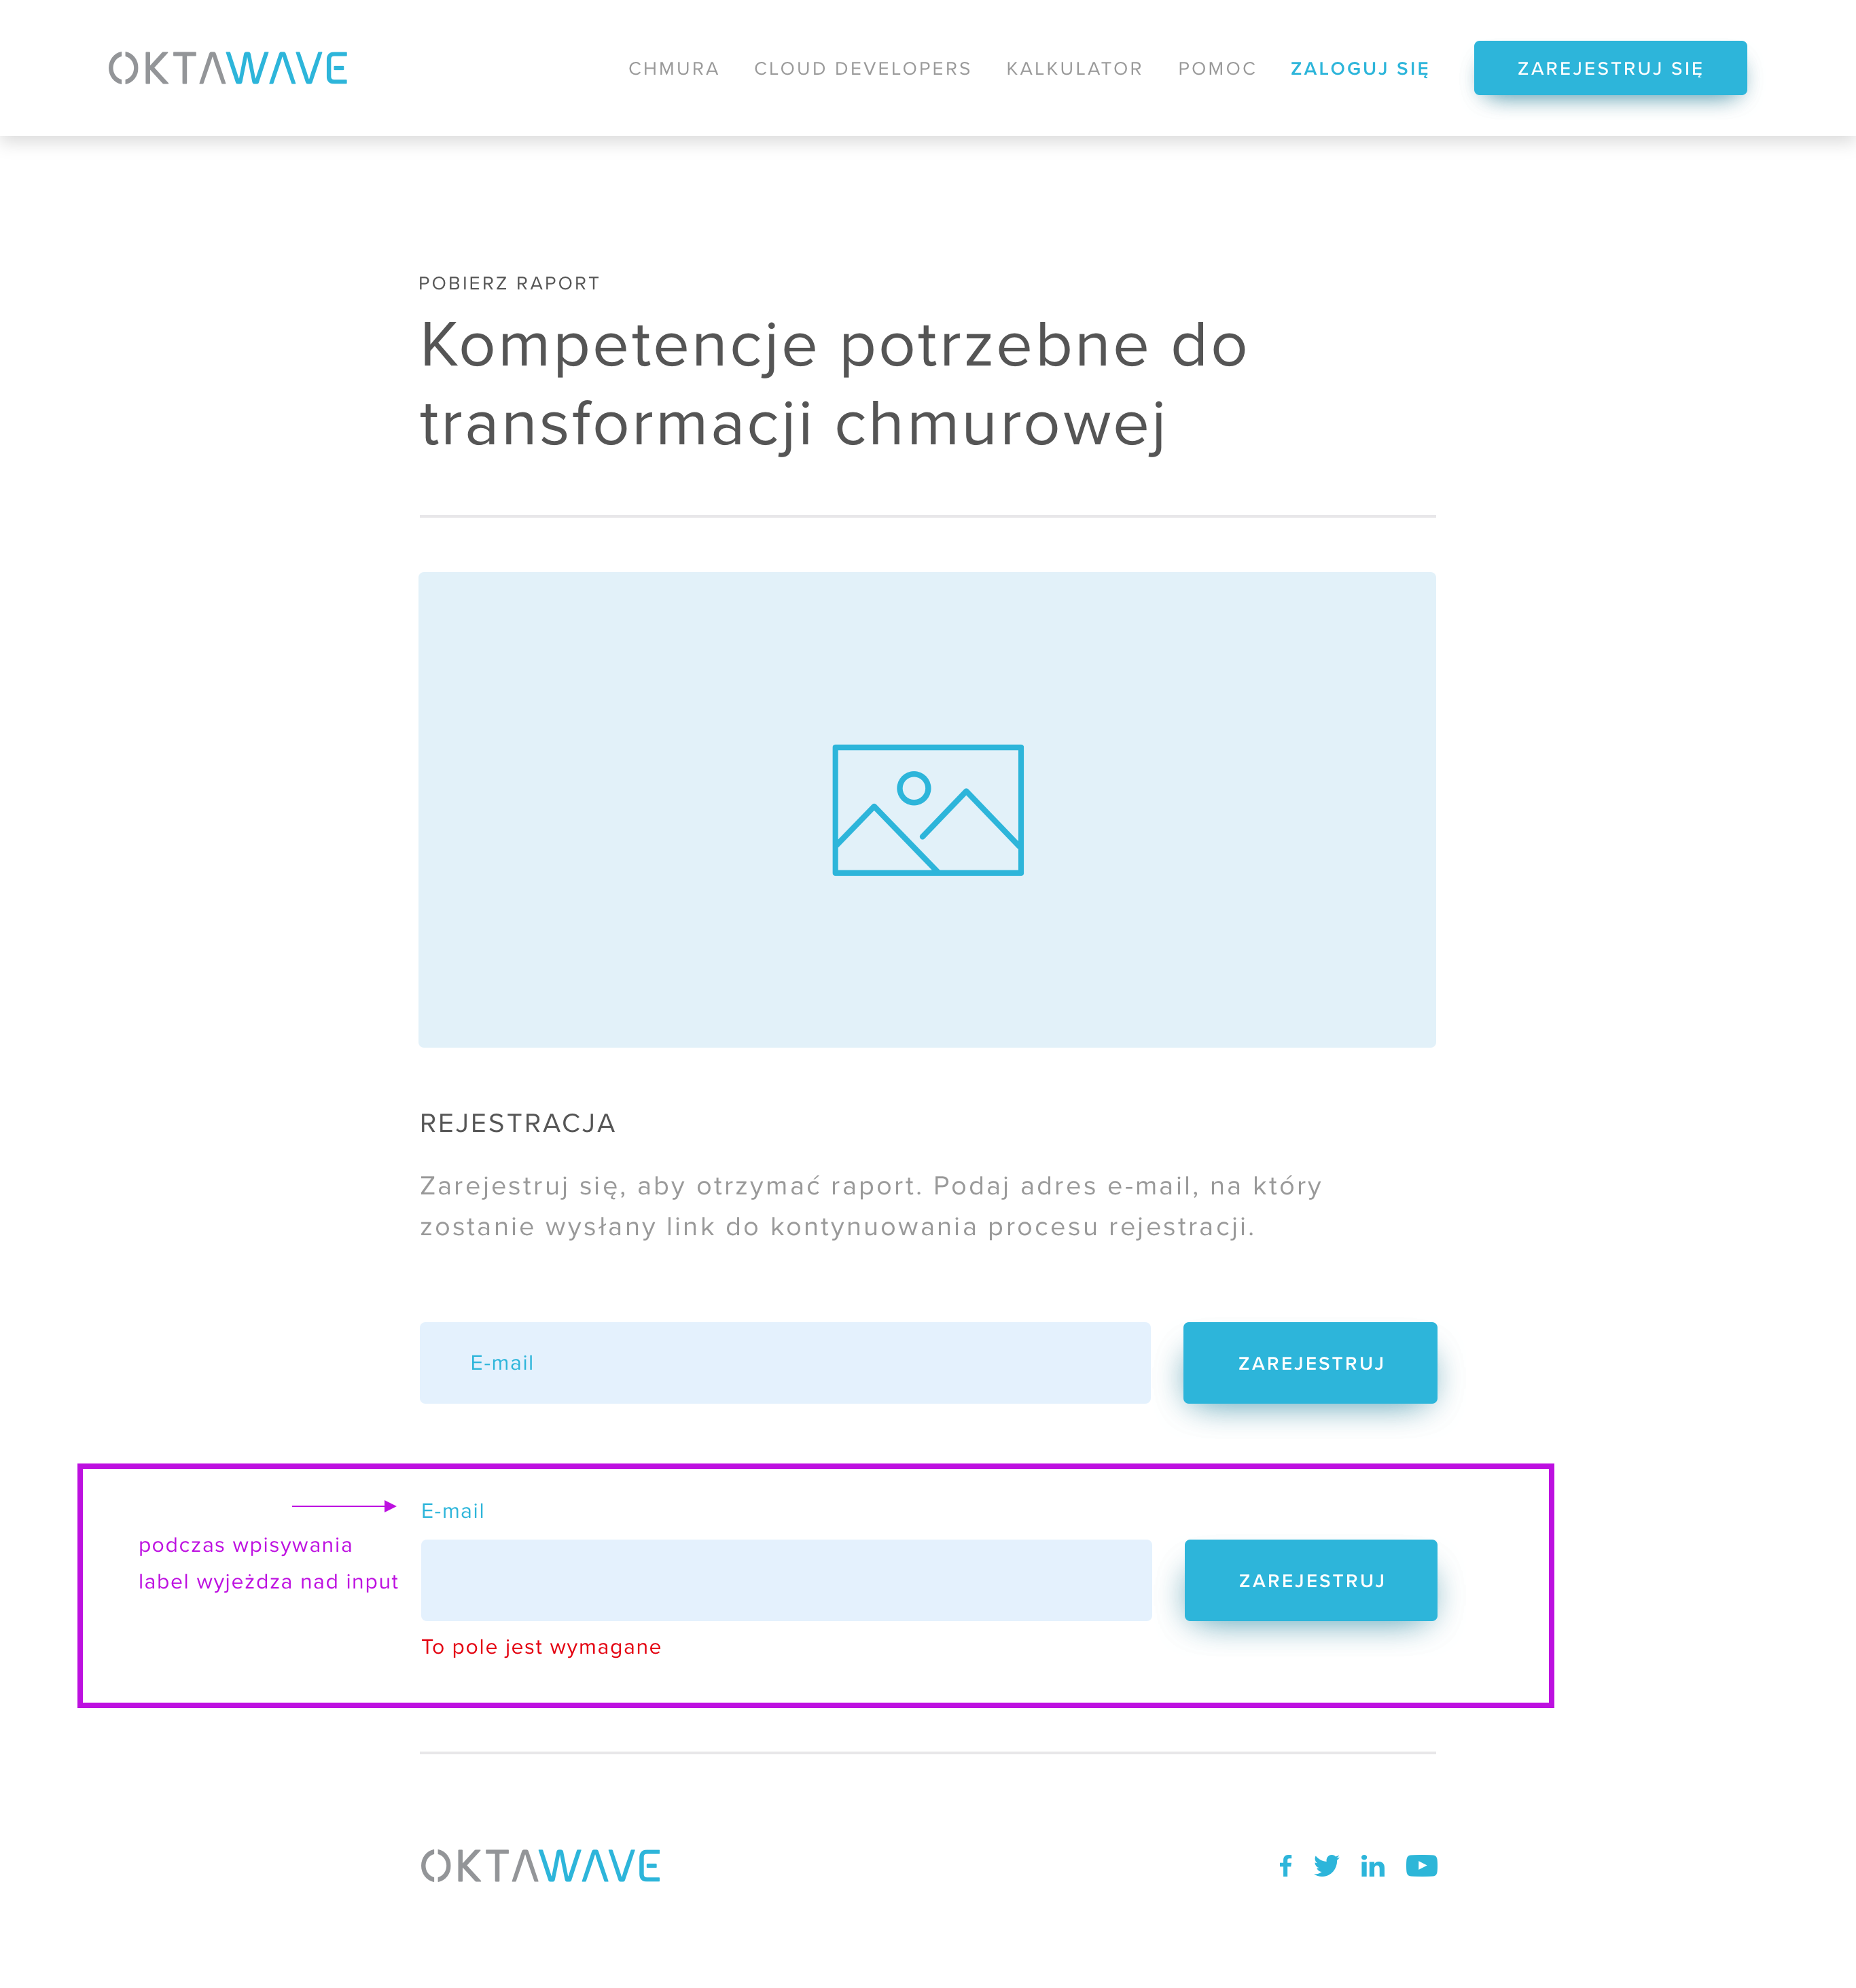 OKTAWAVE
CHMURA CLOUD DEVELOPERS KALKULATOR POMOC ZALOGUJ SIĘ ZAREJESTRUJ SIĘ
POBIERZ RAPORT
Kompetencje potrzebne do
transformacji chmurowej
REJESTRACJA
Zarejestruj się, aby otrzymać raport. Podaj adres e-mail, na który
zostanie wysłany link do kontynuowania procesu rejestracji.
E-mail ZAREJESTRUJ
E-mail
podczas wpisywania
label wyjeżdza nad input
ZAREJESTRUJ
To pole jest wymagane
OKTAWAVE